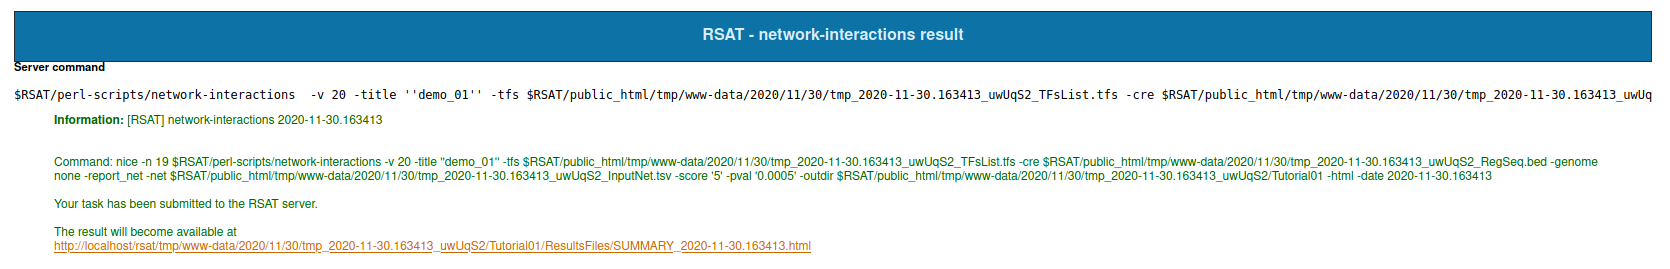 RSAT - network-interactions result
Server command
$RSAT/perl-scripts/network-interactions  -v 20 -title ''demo_01'' -tfs $RSAT/public_html/tmp/www-data/2020/11/30/tmp_2020-11-30.163413_uwUqS2_TFsList.tfs -cre $RSAT/public_html/tmp/www-data/2020/11/30/tmp_2020-11-30.163413_uwUq
Information: [RSAT] network-interactions 2020-11-30.163413
Command: nice -n 19 $RSAT/perl-scripts/network-interactions -v 20 -title "demo_01" -tfs $RSAT/public_html/tmp/www-data/2020/11/30/tmp_2020-11-30.163413_uwUqS2_TFsList.tfs -cre $RSAT/public_html/tmp/www-data/2020/11/30/tmp_2020-11-30.163413_uwUqS2_RegSeq.bed -genome
none -report_net -net $RSAT/public_html/tmp/www-data/2020/11/30/tmp_2020-11-30.163413_uwUqS2_InputNet.tsv -score '5' -pval '0.0005' -outdir $RSAT/public_html/tmp/www-data/2020/11/30/tmp_2020-11-30.163413_uwUqS2/Tutorial01 -html -date 2020-11-30.163413
Your task has been submitted to the RSAT server.
The result will become available at
http://localhost/rsat/tmp/www-data/2020/11/30/tmp_2020-11-30.163413_uwUqS2/Tutorial01/ResultsFiles/SUMMARY_2020-11-30.163413.html